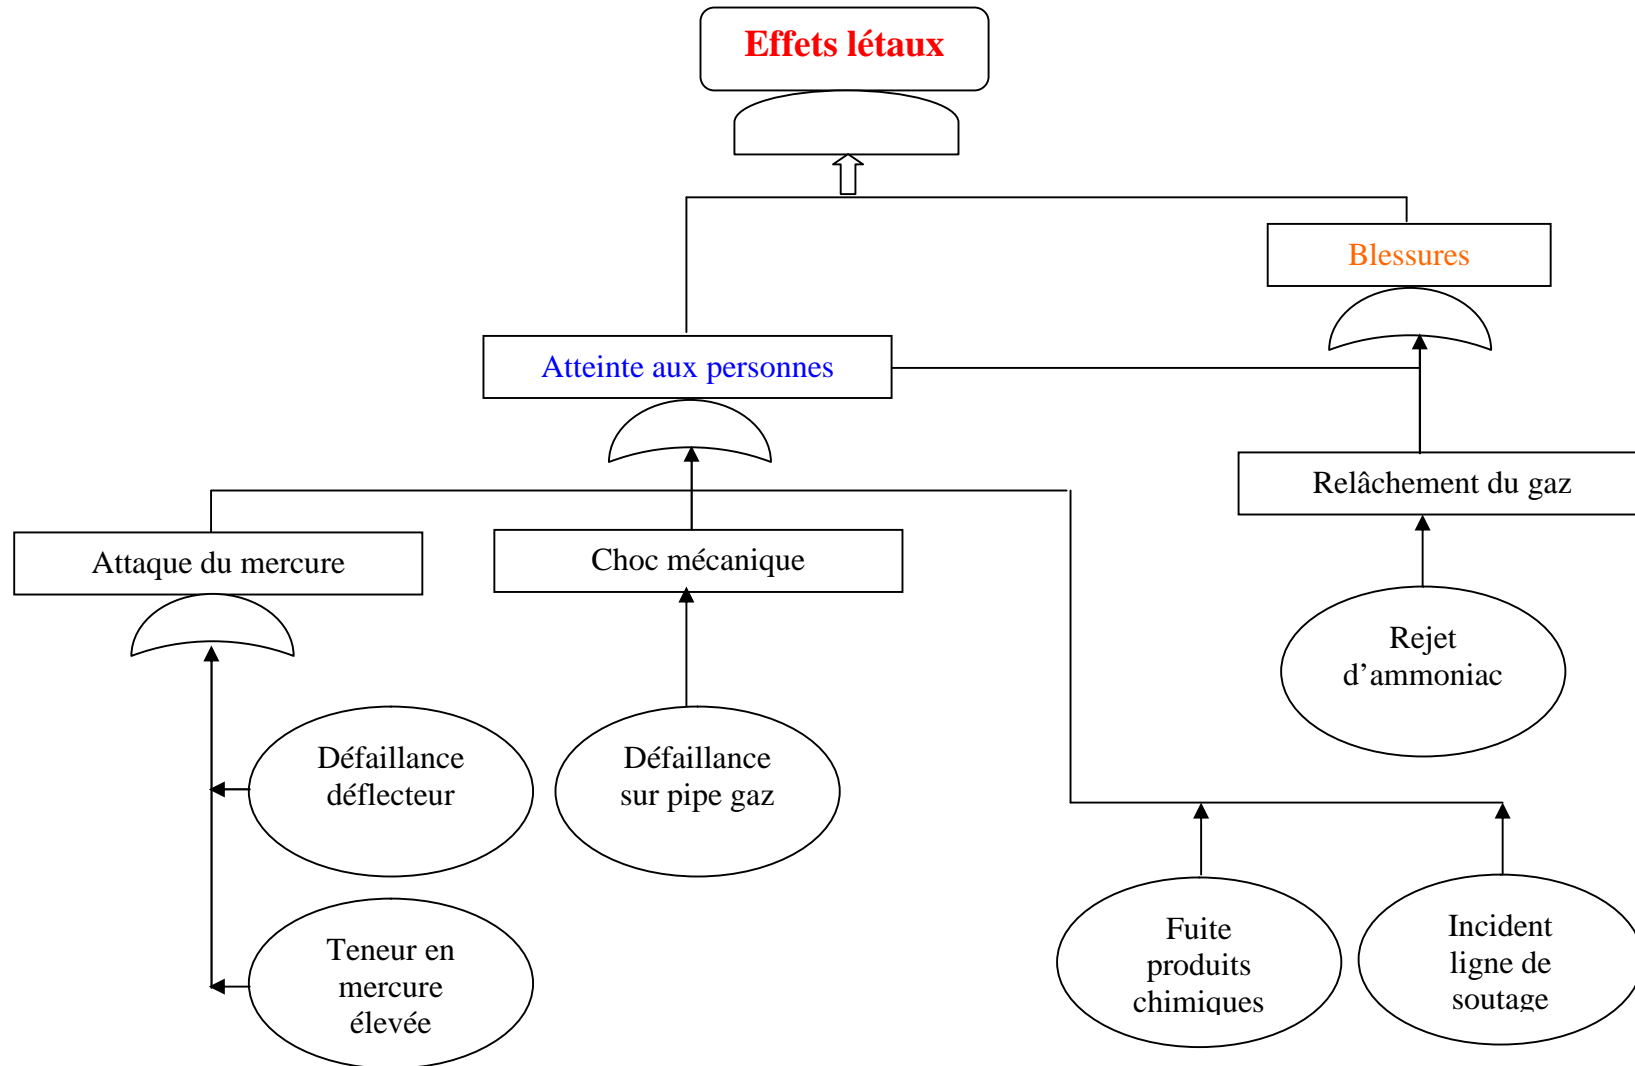 Effets létaux
Blessures
Atteinte aux personnes
Relâchement du gaz
Attaque du mercure
Choc mécanique
Rejet
d’ammoniac
Défaillance
déflecteur
Défaillance
sur pipe gaz
Teneur en
mercure
élevée
Fuite
produits
chimiques
Incident
ligne de
soutage